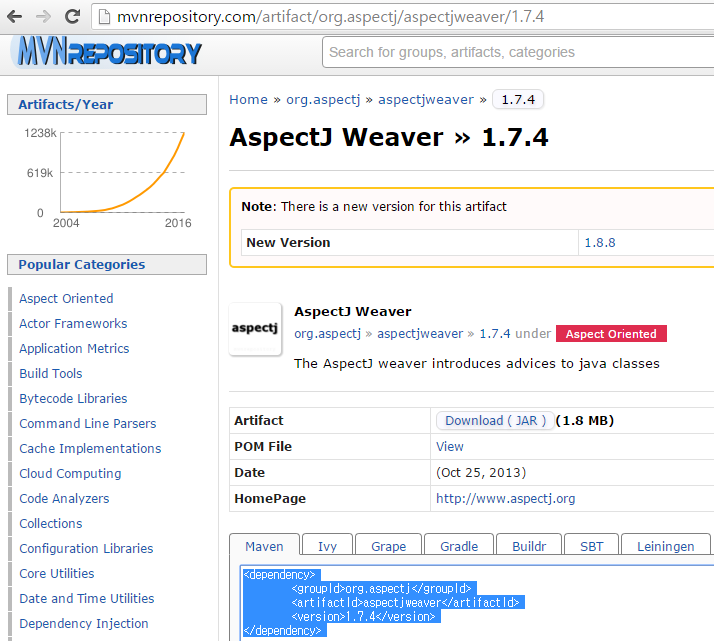 mvnrepository.com/artifact/org.aspectj/aspectjweaver/1.7.4
MVNREPOSITORY
Search for groups, artifacts, categories
Artifacts/Year
1238k
619k
0
2004 2016
Popular Categories
Aspect Oriented
Actor Frameworks
Application Metrics
Build Tools
Bytecode Libraries
Command Line Parsers
Cache Implementations
Cloud Computing
Code Analyzers
Collections
Configuration Libraries
Core Utilities
Date and Time Utilities
Dependency Injection
Home » org.aspectj » aspectjweaver » 1.7.4
AspectJ Weaver » 1.7.4
Note: There is a new version for this artifact
New Version 1.8.8
aspectj
AspectJ Weaver
org.aspectj » aspectjweaver » 1.7.4 under Aspect Oriented
The AspectJ weaver introduces advices to java classes
Artifact Download ( JAR ) (1.8 MB)
POM File View
Date (Oct 25, 2013)
HomePage http://www.aspectj.org
Maven Ivy Grape Gradle Buildr SBT Leiningen
<dependency>
<groupId>org.aspectj</groupId>
<artifactId>aspectjweaver</artifactId>
<version>1.7.4</version>
</dependency>